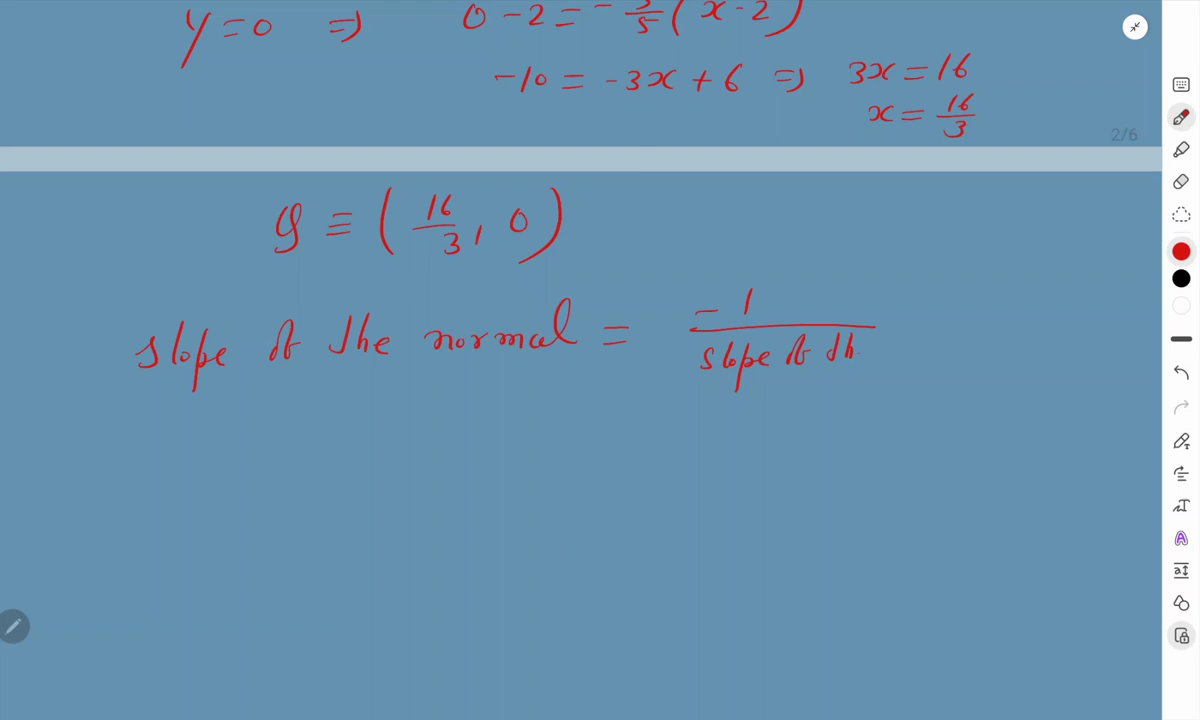 y = 0 ⇒ 0 - 2 = - 3/5 ( x - 2 )
-10 = -3x + 6 ⇒ 3x = 16
x = 16/3
2/6
g ≡ ( 16/3 , 0 )
slope of the normal = -1 / slope of th